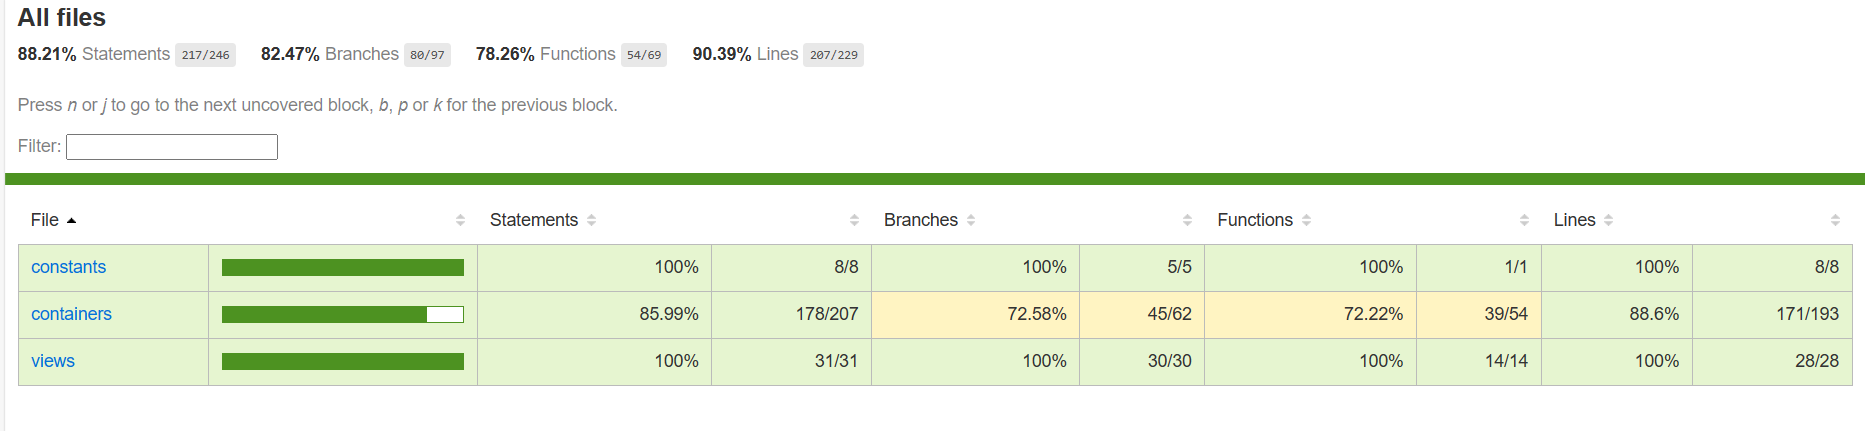 All files
88.21% Statements 217/246 82.47% Branches 80/97 78.26% Functions 54/69 90.39% Lines 207/229
Press n or j to go to the next uncovered block, b, p or k for the previous block.
Filter:
File Statements Branches Functions Lines
constants 100% 8/8 100% 5/5 100% 1/1 100% 8/8
containers 85.99% 178/207 72.58% 45/62 72.22% 39/54 88.6% 171/193
views 100% 31/31 100% 30/30 100% 14/14 100% 28/28